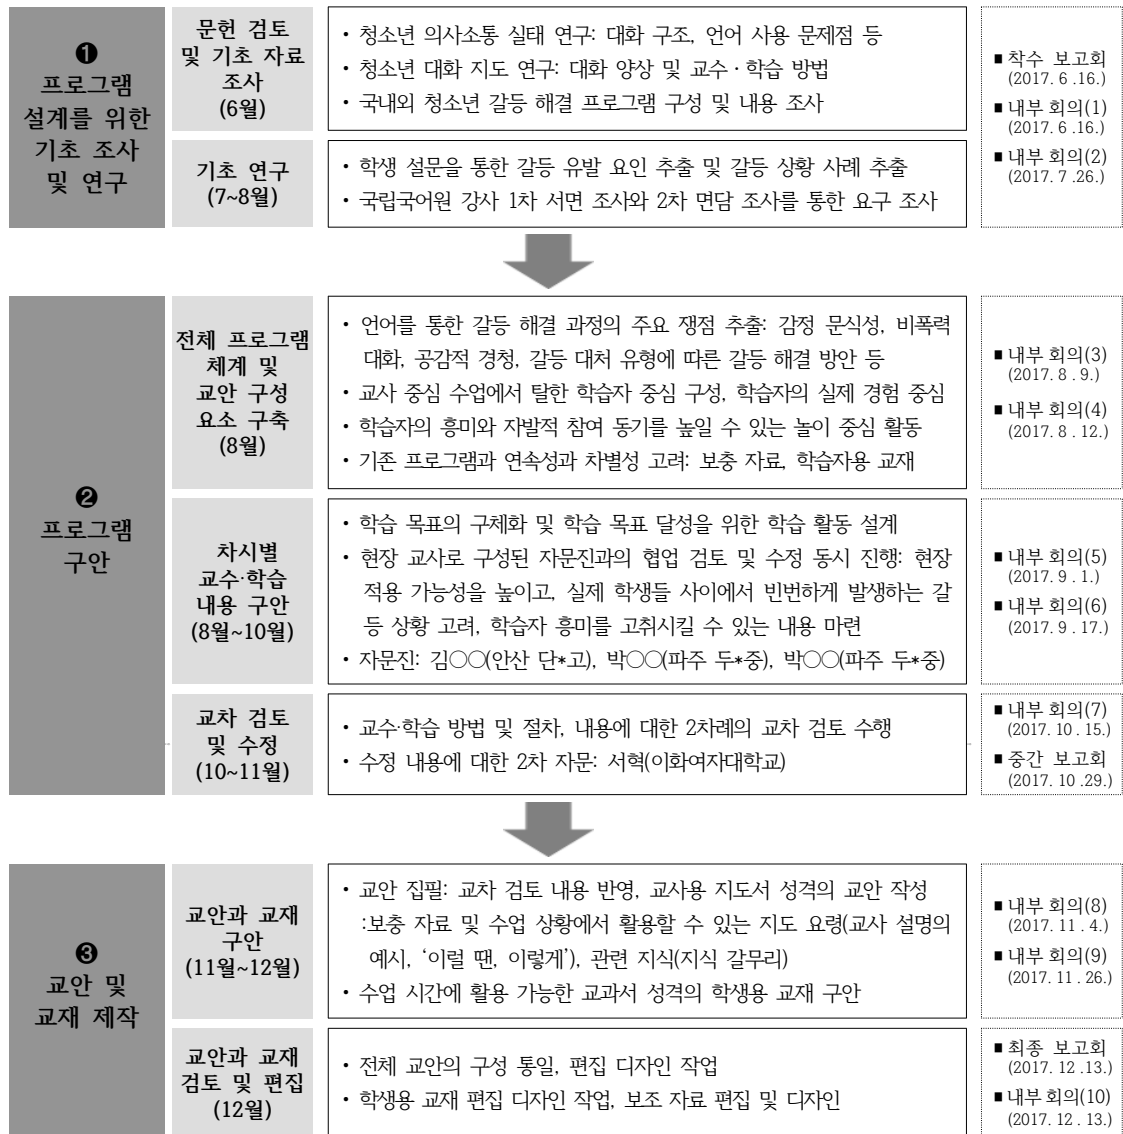 ❶
프로그램
설계를 위한
기초 조사
및 연구
문헌 검토
및 기초 자료
조사
(6월)
• 청소년 의사소통 실태 연구: 대화 구조, 언어 사용 문제점 등
• 청소년 대화 지도 연구: 대화 양상 및 교수·학습 방법
• 국내외 청소년 갈등 해결 프로그램 구성 및 내용 조사
기초 연구
(7~8월)
• 학생 설문을 통한 갈등 유발 요인 추출 및 갈등 상황 사례 추출
• 국립국어원 강사 1차 서면 조사와 2차 면담 조사를 통한 요구 조사
■ 착수 보고회
(2017. 6 .16.)
■ 내부 회의(1)
(2017. 6 .16.)
■ 내부 회의(2)
(2017. 7 .26.)
❷
프로그램
구안
전체 프로그램
체계 및
교안 구성
요소 구축
(8월)
• 언어를 통한 갈등 해결 과정의 주요 쟁점 추출: 감정 문식성, 비폭력
대화, 공감적 경청, 갈등 대처 유형에 따른 갈등 해결 방안 등
• 교사 중심 수업에서 탈한 학습자 중심 구성, 학습자의 실제 경험 중심
• 학습자의 흥미와 자발적 참여 동기를 높일 수 있는 놀이 중심 활동
• 기존 프로그램과 연속성과 차별성 고려: 보충 자료, 학습자용 교재
■ 내부 회의(3)
(2017. 8 . 9.)
■ 내부 회의(4)
(2017. 8 . 12.)
차시별
교수·학습
내용 구안
(8월~10월)
• 학습 목표의 구체화 및 학습 목표 달성을 위한 학습 활동 설계
• 현장 교사로 구성된 자문진과의 협업 검토 및 수정 동시 진행: 현장
적용 가능성을 높이고, 실제 학생들 사이에서 빈번하게 발생하는 갈
등 상황 고려, 학습자 흥미를 고취시킬 수 있는 내용 마련
• 자문진: 김○○(안산 단*고), 박○○(파주 두*중), 박○○(파주 두*중)
■ 내부 회의(5)
(2017. 9 . 1.)
■ 내부 회의(6)
(2017. 9 . 17.)
교차 검토
및 수정
(10~11월)
• 교수·학습 방법 및 절차, 내용에 대한 2차례의 교차 검토 수행
• 수정 내용에 대한 2차 자문: 서혁(이화여자대학교)
■ 내부 회의(7)
(2017. 10 . 15.)
■ 중간 보고회
(2017. 10 .29.)
❸
교안 및
교재 제작
교안과 교재
구안
(11월~12월)
• 교안 집필: 교차 검토 내용 반영, 교사용 지도서 성격의 교안 작성
:보충 자료 및 수업 상황에서 활용할 수 있는 지도 요령(교사 설명의
예시, ‘이럴 땐, 이렇게’), 관련 지식(지식 갈무리)
• 수업 시간에 활용 가능한 교과서 성격의 학생용 교재 구안
■ 내부 회의(8)
(2017. 11 . 4.)
■ 내부 회의(9)
(2017. 11 . 26.)
교안과 교재
검토 및 편집
(12월)
• 전체 교안의 구성 통일, 편집 디자인 작업
• 학생용 교재 편집 디자인 작업, 보조 자료 편집 및 디자인
■ 최종 보고회
(2017. 12 .13.)
■ 내부 회의(10)
(2017. 12 . 13.)